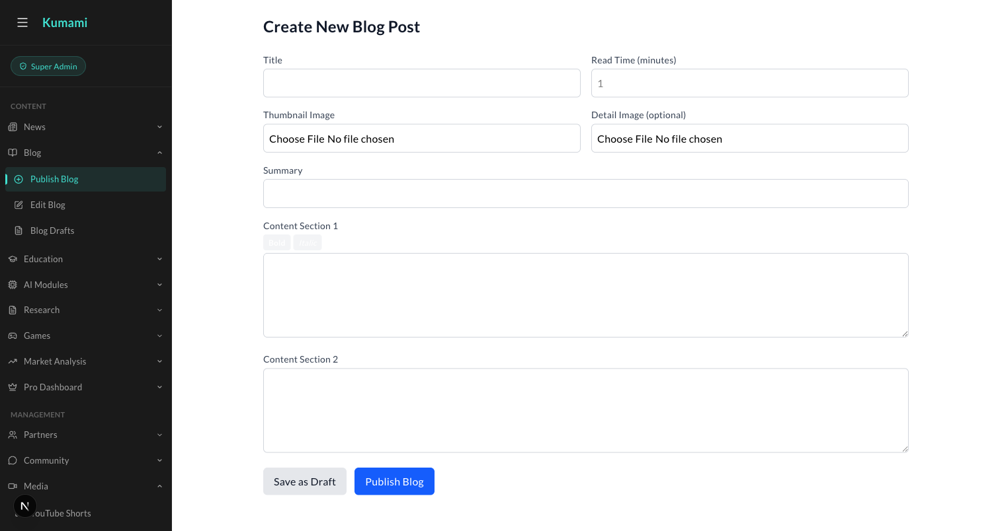 Kumami
Super Admin
CONTENT
News
Blog
Publish Blog
Edit Blog
Blog Drafts
Education
AI Modules
Research
Games
Market Analysis
Pro Dashboard
MANAGEMENT
Partners
Community
Media
N
YouTube Shorts
Create New Blog Post
Title
Read Time (minutes)
1
Thumbnail Image
Detail Image (optional)
Choose File No file chosen
Choose File No file chosen
Summary
Content Section 1
Bold Italic
Content Section 2
Save as Draft
Publish Blog